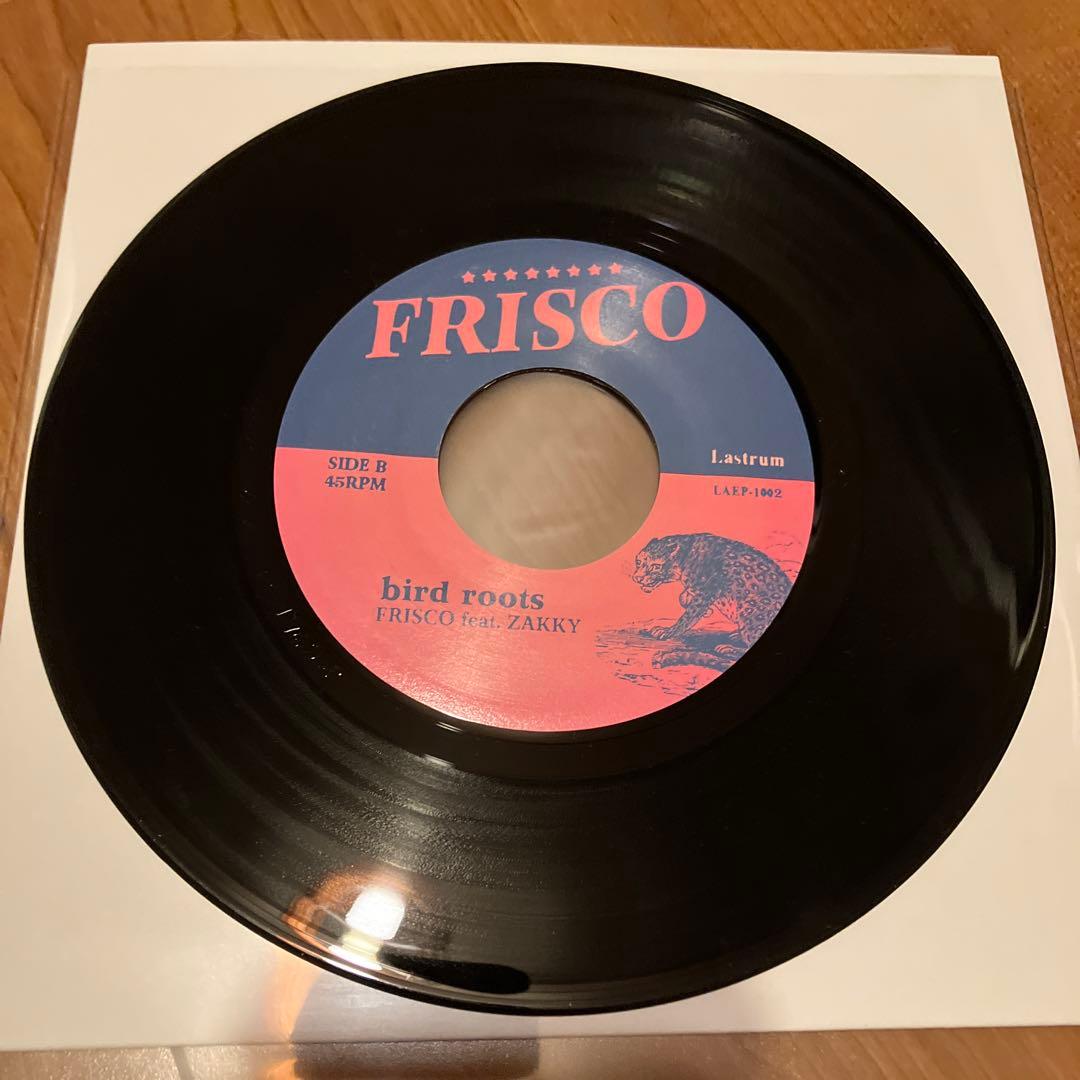 FRISCO
SIDE B
45RPM
Lastrum
LAEP-1002
bird roots
FRISCO feat. ZAKKY